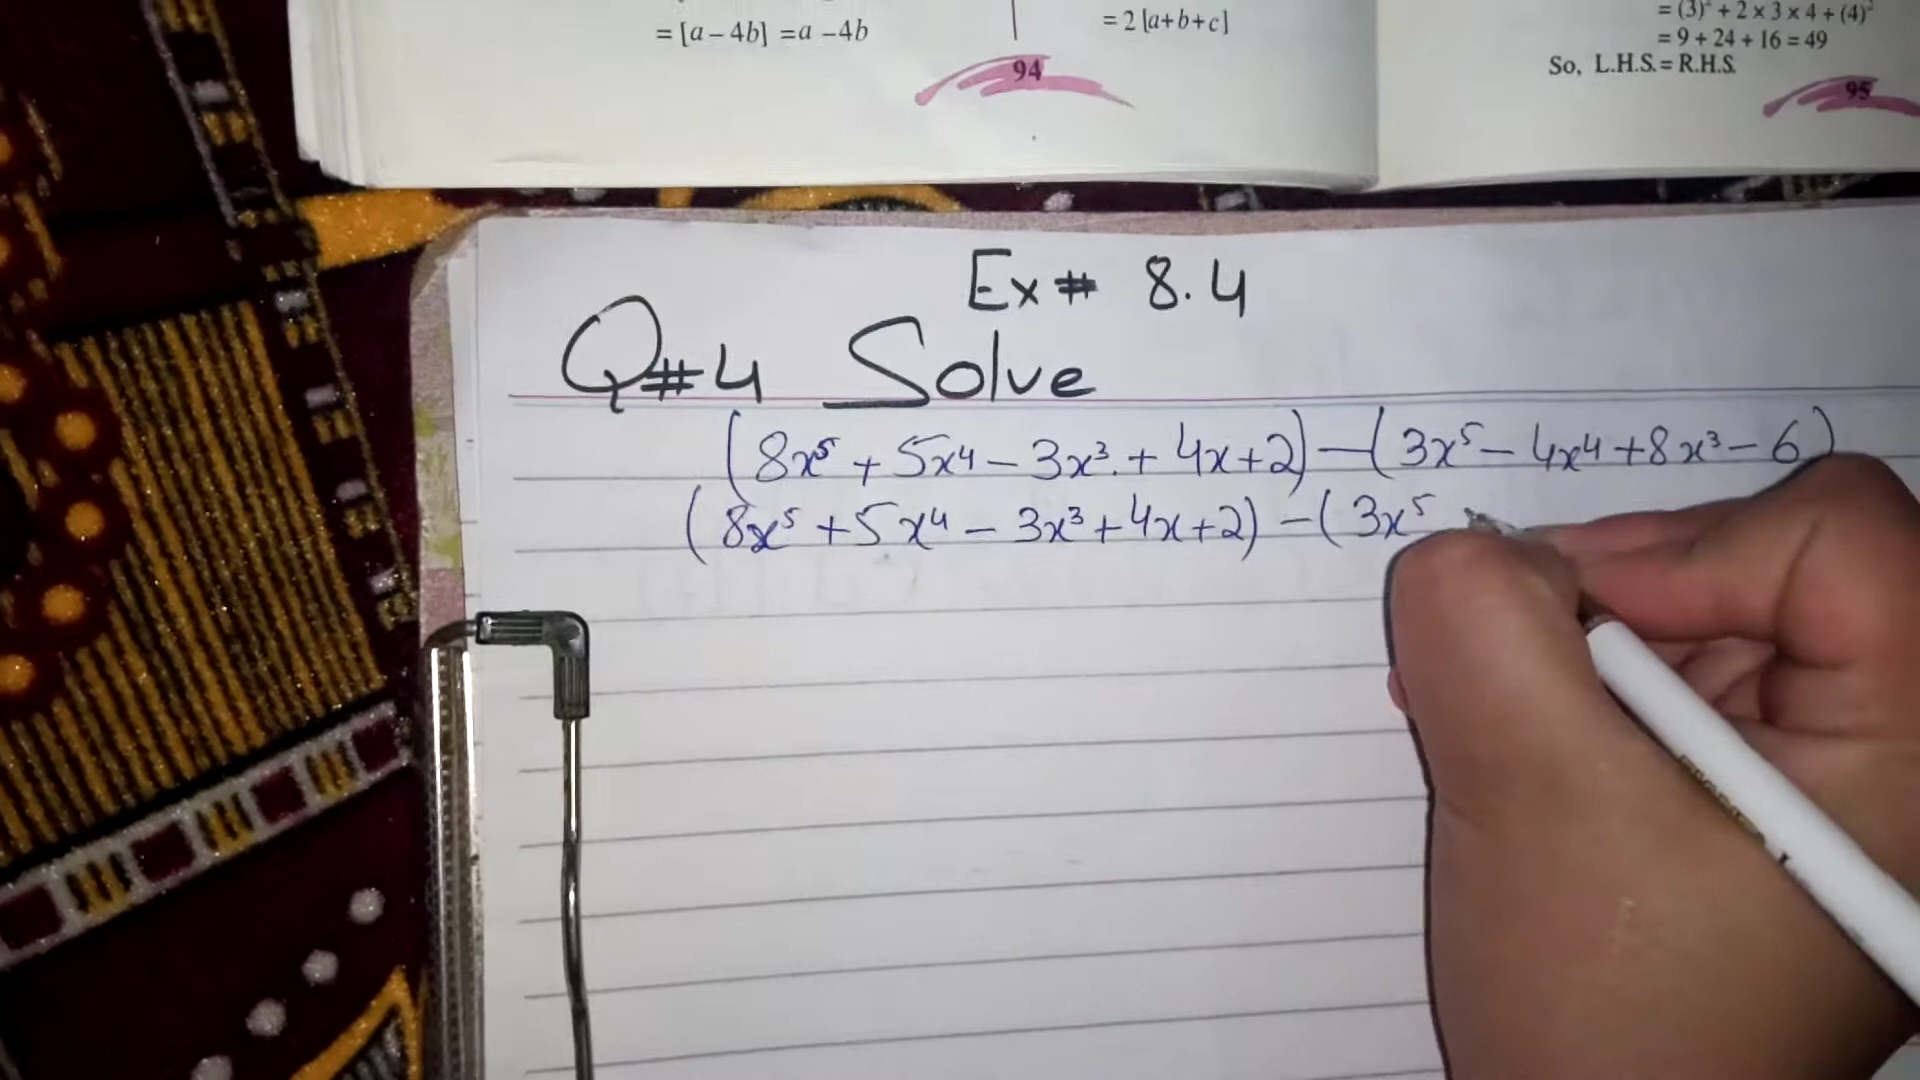 = [a – 4b] = a – 4b
= 2 [a+b+c]
94
= (3)² + 2 × 3 × 4 + (4)²
= 9 + 24 + 16 = 49
So, L.H.S. = R.H.S.
95
Ex# 8.4
Q#4 Solve
(8x⁵ + 5x⁴ – 3x³ + 4x + 2) – (3x⁵ – 4x⁴ + 8x³ – 6)
(8x⁵ + 5x⁴ – 3x³ + 4x + 2) – (3x⁵